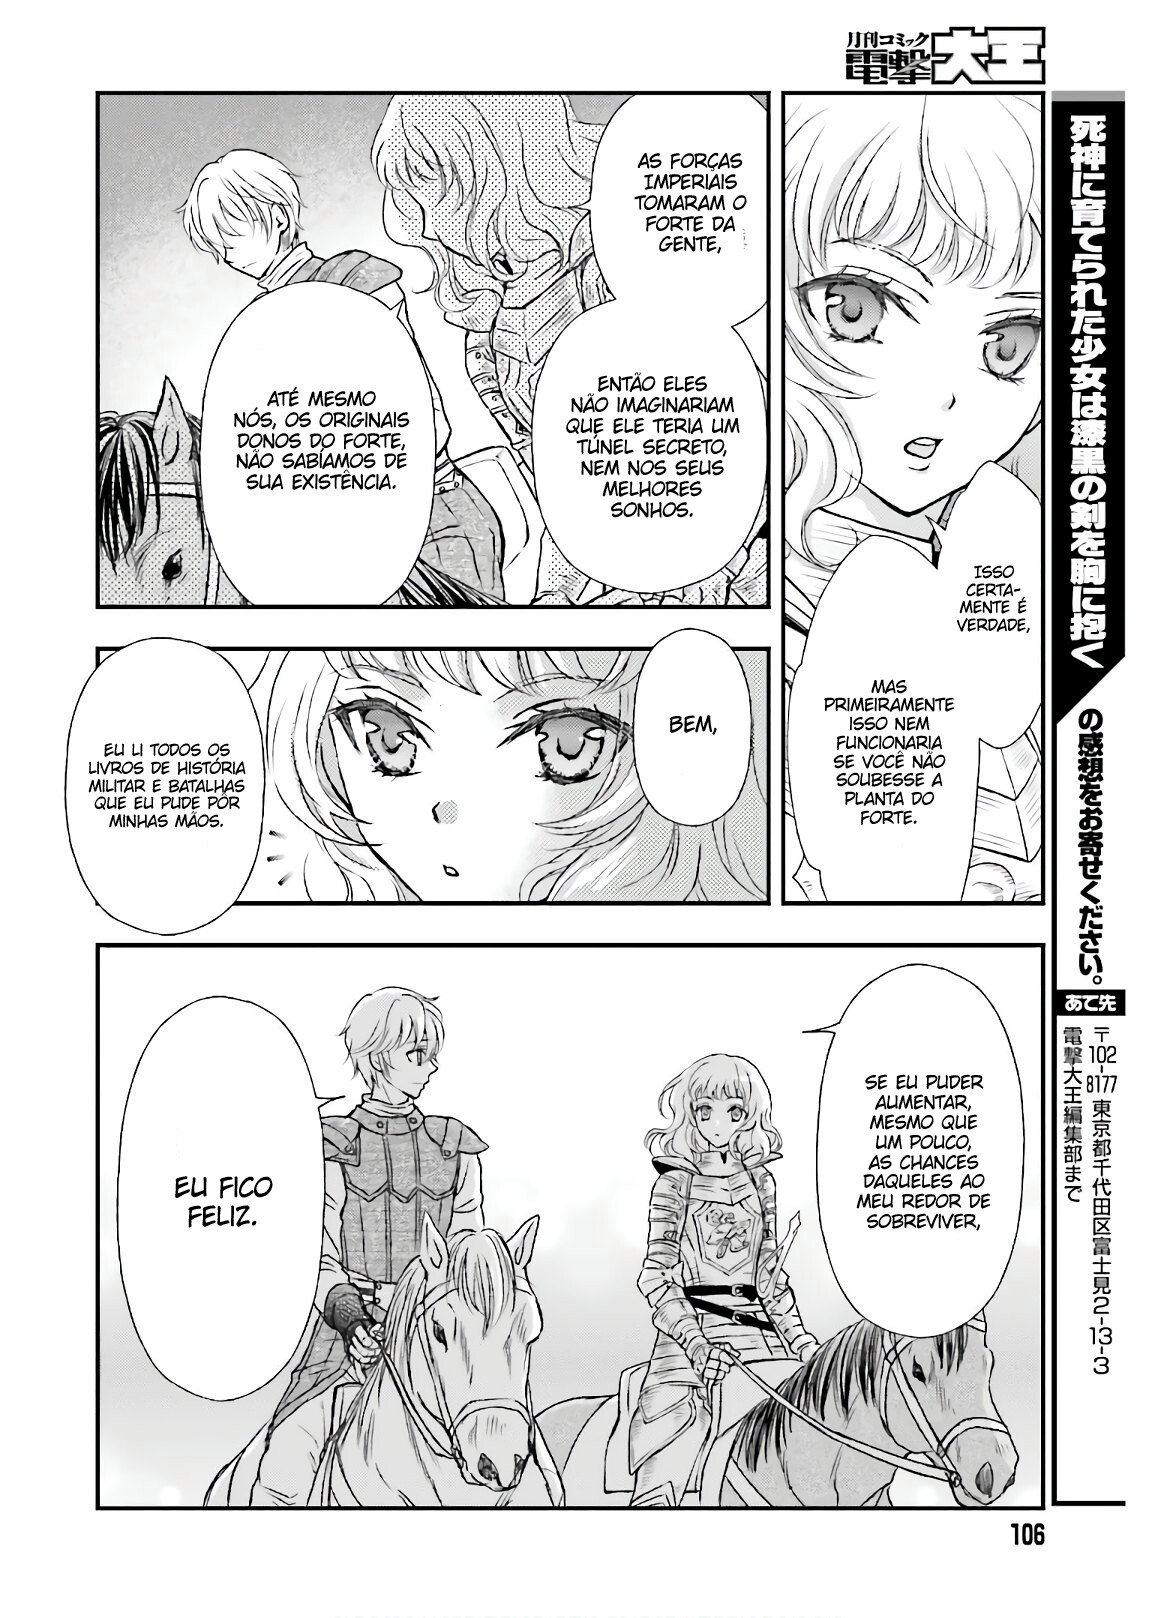 月刊コミック
電撃大王
ISSO
CERTA-
MENTE É
VERDADE,
MAS
PRIMEIRAMENTE
ISSO NEM
FUNCIONARIA
SE VOCÊ NÃO
SOUBESSE A
PLANTA DO
FORTE.
AS FORÇAS
IMPERIAIS
TOMARAM O
FORTE DA
GENTE,
ENTÃO ELES
NÃO IMAGINARIAM
QUE ELE TERIA UM
TÚNEL SECRETO,
NEM NOS SEUS
MELHORES
SONHOS.
ATÉ MESMO
NÓS, OS ORIGINAIS
DONOS DO FORTE,
NÃO SABÍAMOS DE
SUA EXISTÊNCIA.
BEM,
EU LI TODOS OS
LIVROS DE HISTÓRIA
MILITAR E BATALHAS
QUE EU PUDE PÔR
MINHAS MÃOS.
SE EU PUDER
AUMENTAR,
MESMO QUE
UM POUCO,
AS CHANCES
DAQUELES AO
MEU REDOR DE
SOBREVIVER,
EU FICO
FELIZ.
死神に育てられた少女は漆黒の剣を胸に抱く
の感想をお寄せください。
あて先
〒102-8177 東京都千代田区富士見2-13-3
電撃大王編集部まで
106